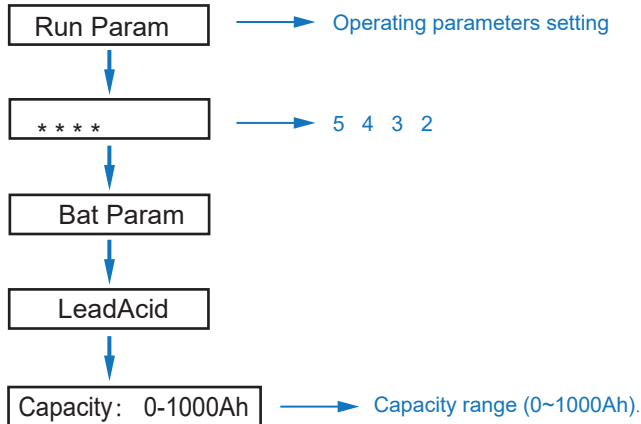 Run Param
Operating parameters setting
* * * *
5 4 3 2
Bat Param
LeadAcid
Capacity: 0-1000Ah
Capacity range (0~1000Ah).